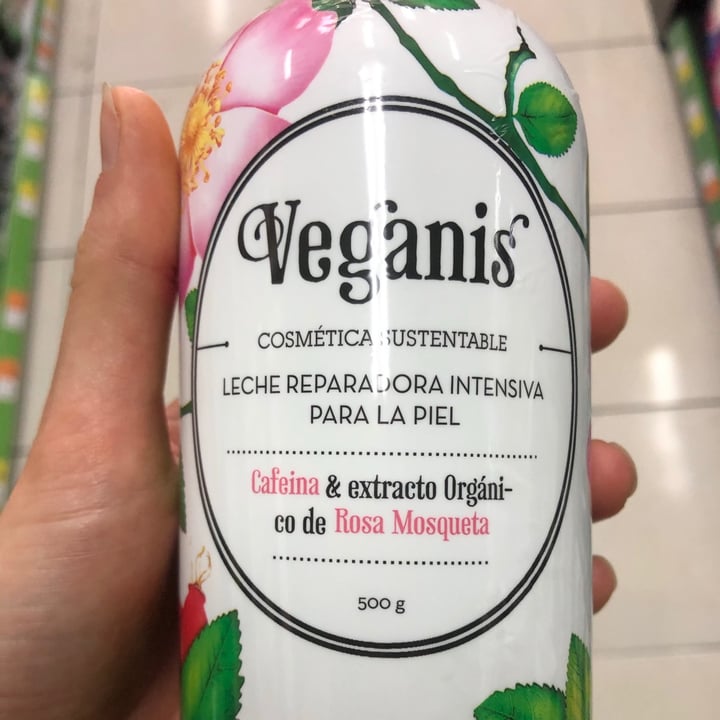 Veganis
COSMÉTICA SUSTENTABLE
LECHE REPARADORA INTENSIVA
PARA LA PIEL
Cafeina & extracto Orgáni-
co de Rosa Mosqueta
500 g